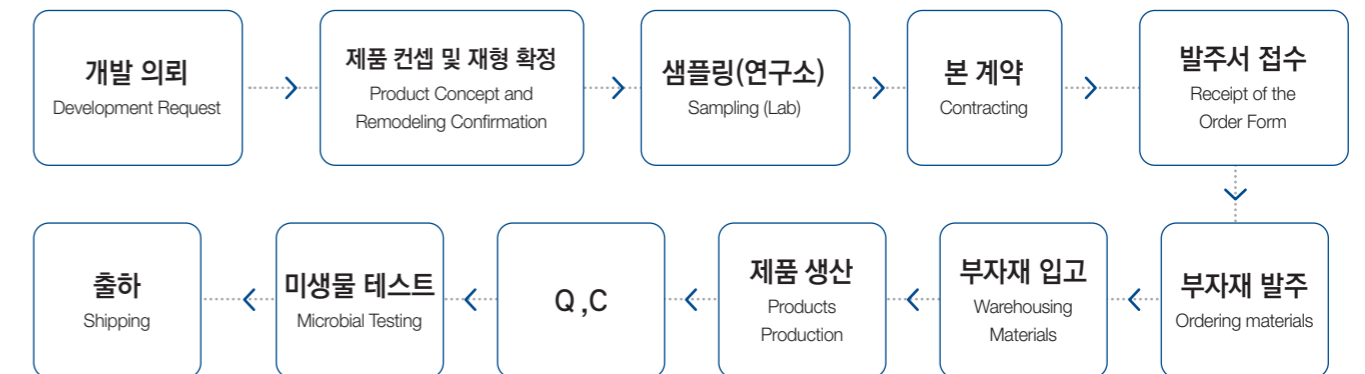 개발 의뢰
Development Request
제품 컨셉 및 재형 확정
Product Concept and
Remodeling Confirmation
샘플링(연구소)
Sampling (Lab)
본 계약
Contracting
발주서 접수
Receipt of the
Order Form
부자재 발주
Ordering materials
부자재 입고
Warehousing
Materials
제품 생산
Products
Production
Q ,C
미생물 테스트
Microbial Testing
출하
Shipping